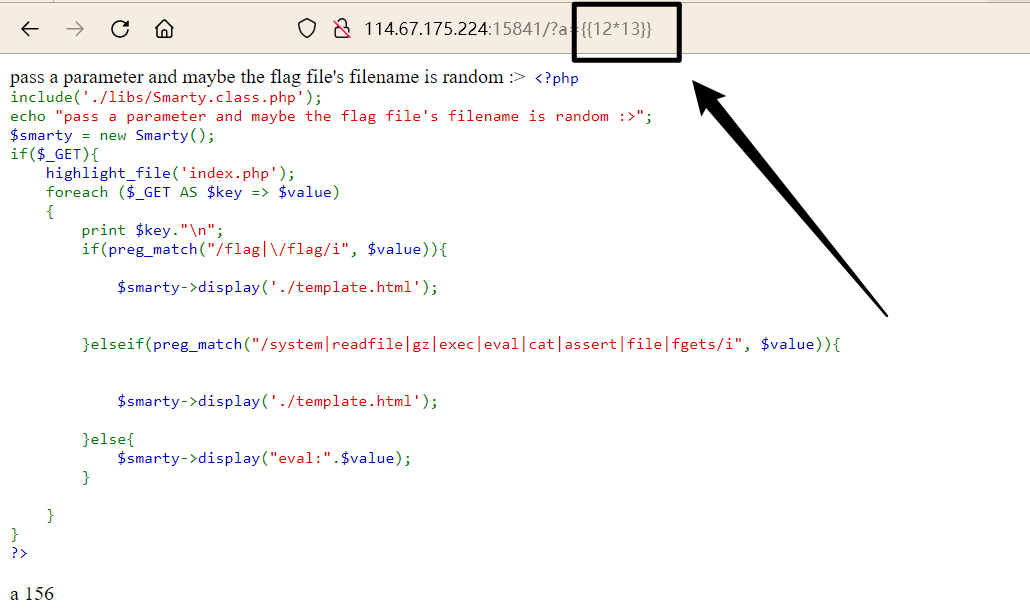 114.67.175.224:15841/?a={{12*13}}
pass a parameter and maybe the flag file's filename is random :> <?php
include('./libs/Smarty.class.php');
echo "pass a parameter and maybe the flag file's filename is random :>";
$smarty = new Smarty();
if($_GET){
    highlight_file('index.php');
    foreach ($_GET AS $key => $value)
    {
        print $key."\n";
        if(preg_match("/flag|\/flag/i", $value)){
            $smarty->display('./template.html');
        }elseif(preg_match("/system|readfile|gz|exec|eval|cat|assert|file|fgets/i", $value)){
            $smarty->display('./template.html');
        }else{
            $smarty->display("eval:".$value);
        }
    }
}
?>
a 156